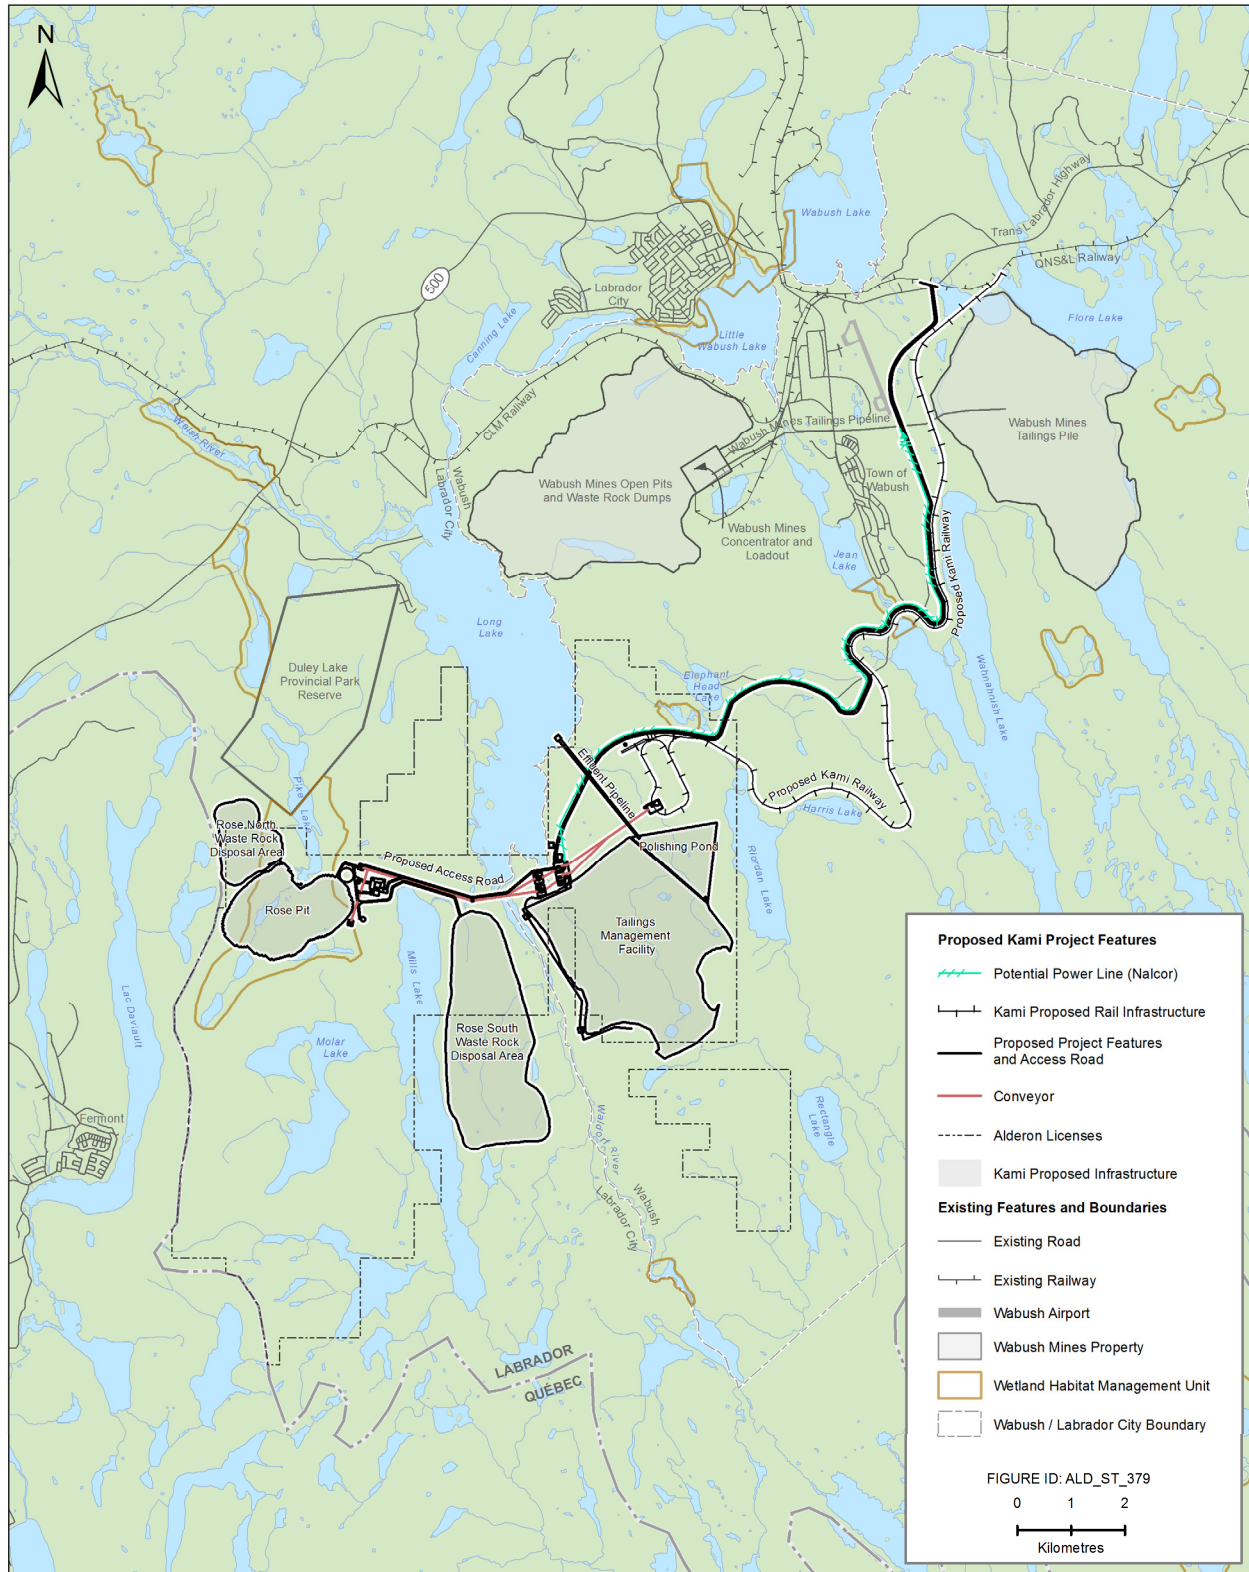 N
Wabush Lake
Trans Labrador Highway
QNS&L Railway
500
Labrador
City
Canning Lake
Little
Wabush Lake
Flora Lake
CLM Railway
Wabush Mines Tailings Pipeline
Wabush Mines
Tailings Pile
Walsh River
Wabush
Labrador City
Wabush Mines Open Pits
and Waste Rock Dumps
Town of
Wabush
Wabush Mines
Concentrator and
Loadout
Jean
Lake
Proposed Kami Railway
Long
Lake
Duley Lake
Provincial Park
Reserve
Elephant
Head
Lake
Wahnahnish Lake
Effluent Pipeline
Proposed Kami Railway
Harris Lake
Pike Lake
Rose North
Waste Rock
Disposal Area
Polishing Pond
Proposed Access Road
Riordan Lake
Rose Pit
Tailings
Management
Facility
Mills Lake
Lac Daviault
Rose South
Waste Rock
Disposal Area
Molar
Lake
Fermont
Waldorf River
Rectangle
Lake
Wabush
Labrador City
LABRADOR
QUÉBEC
Proposed Kami Project Features
Potential Power Line (Nalcor)
Kami Proposed Rail Infrastructure
Proposed Project Features
and Access Road
Conveyor
Alderon Licenses
Kami Proposed Infrastructure
Existing Features and Boundaries
Existing Road
Existing Railway
Wabush Airport
Wabush Mines Property
Wetland Habitat Management Unit
Wabush / Labrador City Boundary
FIGURE ID: ALD_ST_379
0 1 2
Kilometres